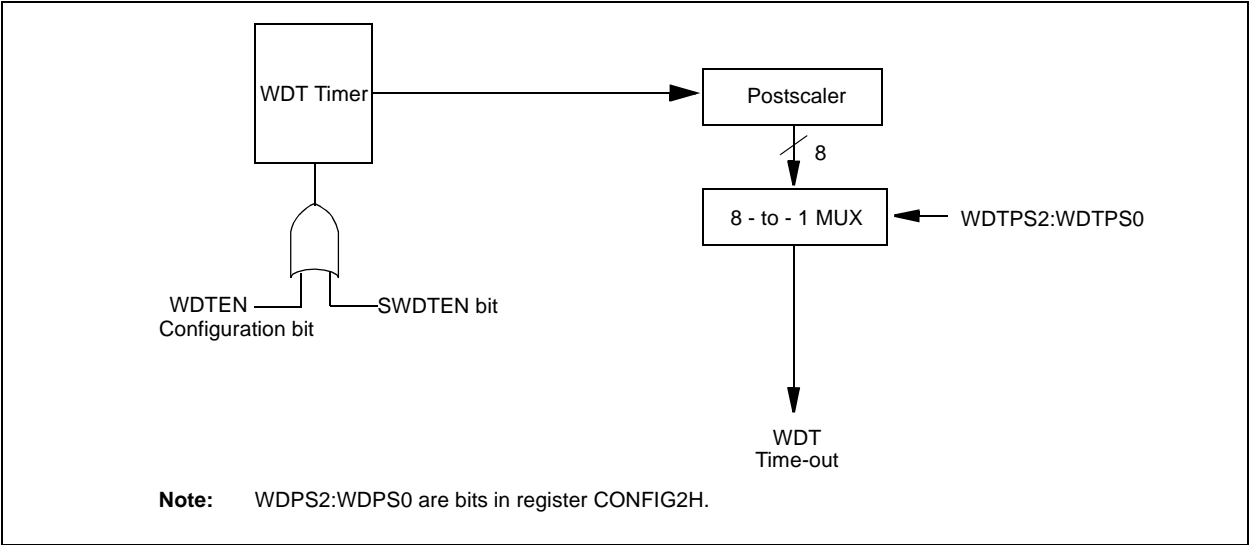 WDT Timer
Postscaler
8
8 - to - 1 MUX
WDTPS2:WDTPS0
WDTEN
Configuration bit
SWDTEN bit
WDT
Time-out
Note: WDPS2:WDPS0 are bits in register CONFIG2H.